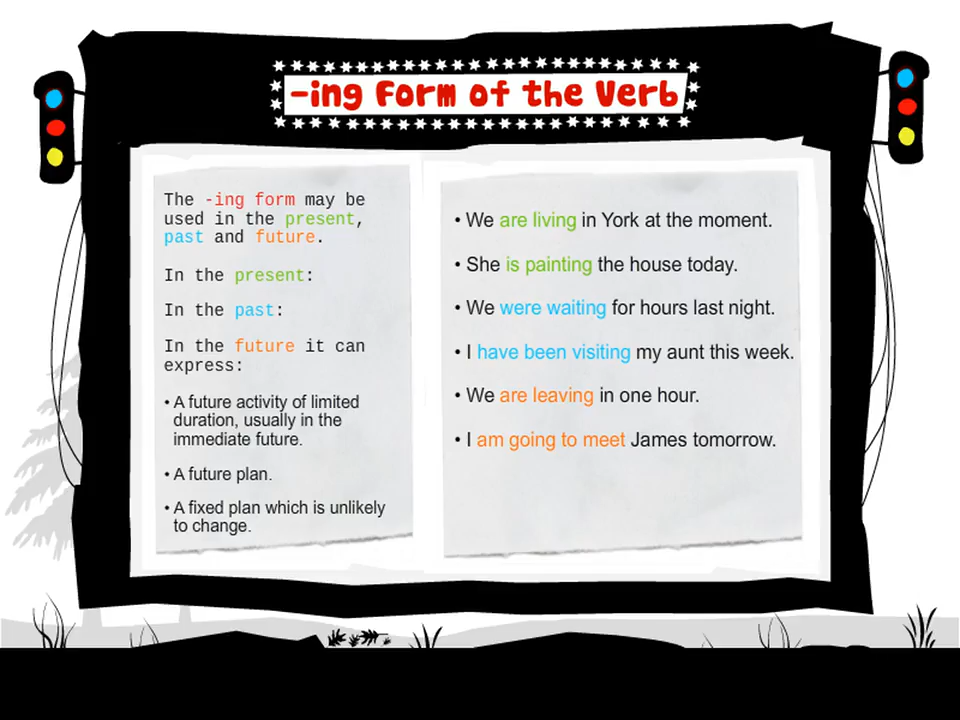 -ing Form of the Verb
The -ing form may be
used in the present,
past and future.
In the present:
In the past:
In the future it can
express:
• A future activity of limited
duration, usually in the
immediate future.
• A future plan.
• A fixed plan which is unlikely
to change.
• We are living in York at the moment.
• She is painting the house today.
• We were waiting for hours last night.
• I have been visiting my aunt this week.
• We are leaving in one hour.
• I am going to meet James tomorrow.